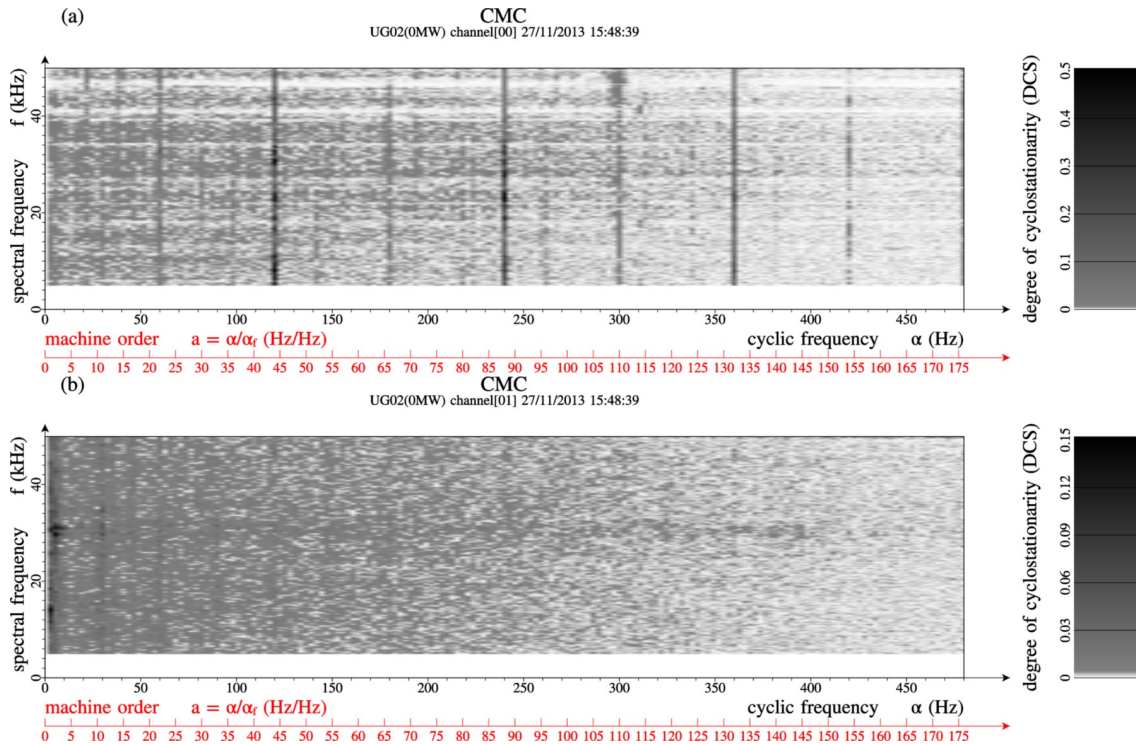 (a)
CMC
UG02(0MW) channel[00] 27/11/2013 15:48:39
spectral frequency f (kHz)
0 20 40
0 50 100 150 200 250 300 350 400 450
machine order a = α/α_f (Hz/Hz) cyclic frequency α (Hz)
0 5 10 15 20 25 30 35 40 45 50 55 60 65 70 75 80 85 90 95 100 105 110 115 120 125 130 135 140 145 150 155 160 165 170 175
degree of cyclostationarity (DCS)
0 0.1 0.2 0.3 0.4 0.5
(b)
CMC
UG02(0MW) channel[01] 27/11/2013 15:48:39
spectral frequency f (kHz)
0 20 40
0 50 100 150 200 250 300 350 400 450
machine order a = α/α_f (Hz/Hz) cyclic frequency α (Hz)
0 5 10 15 20 25 30 35 40 45 50 55 60 65 70 75 80 85 90 95 100 105 110 115 120 125 130 135 140 145 150 155 160 165 170 175
degree of cyclostationarity (DCS)
0 0.03 0.06 0.09 0.12 0.15